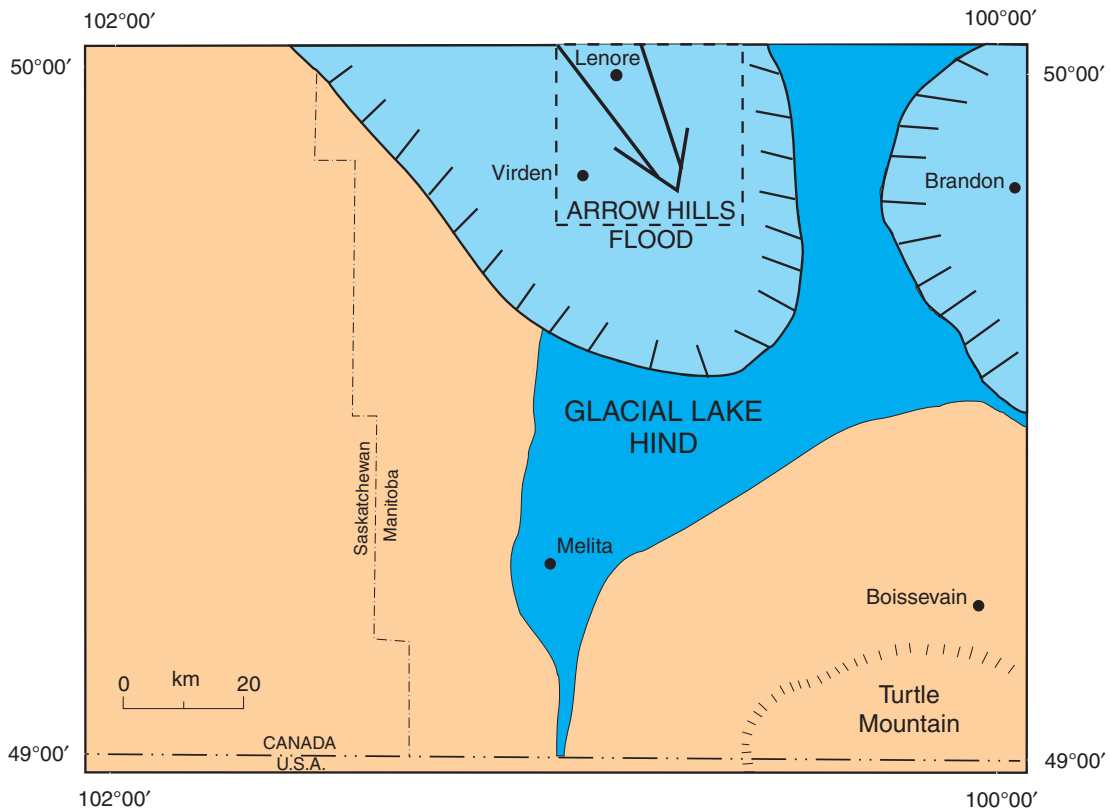 102°00′
100°00′
50°00′
50°00′
Lenore
Virden
Brandon
ARROW HILLS
FLOOD
GLACIAL LAKE
HIND
Saskatchewan
Manitoba
Melita
Boissevain
0 km 20
Turtle
Mountain
CANADA
U.S.A.
49°00′
49°00′
102°00′
100°00′